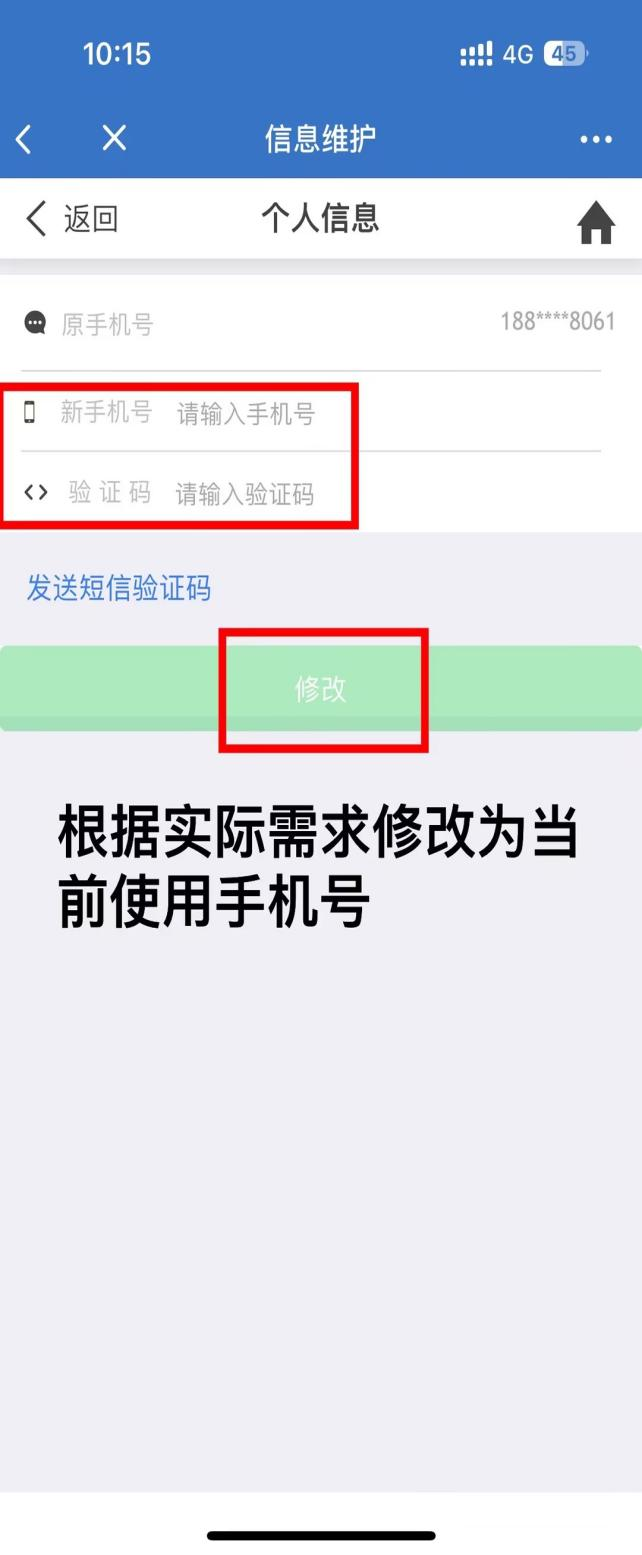 10:15 4G 45
信息维护
返回 个人信息
原手机号 188****8061
新手机号 请输入手机号
验证码 请输入验证码
发送短信验证码
修改
根据实际需求修改为当
前使用手机号